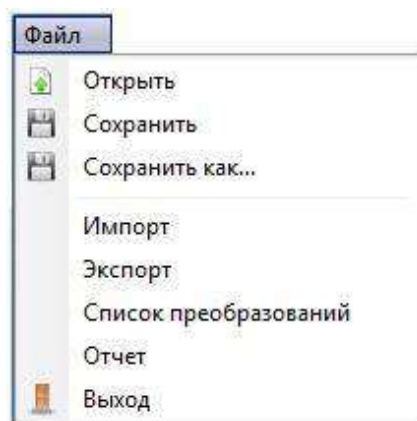 Файл
Открыть
Сохранить
Сохранить как...
Импорт
Экспорт
Список преобразований
Отчет
Выход